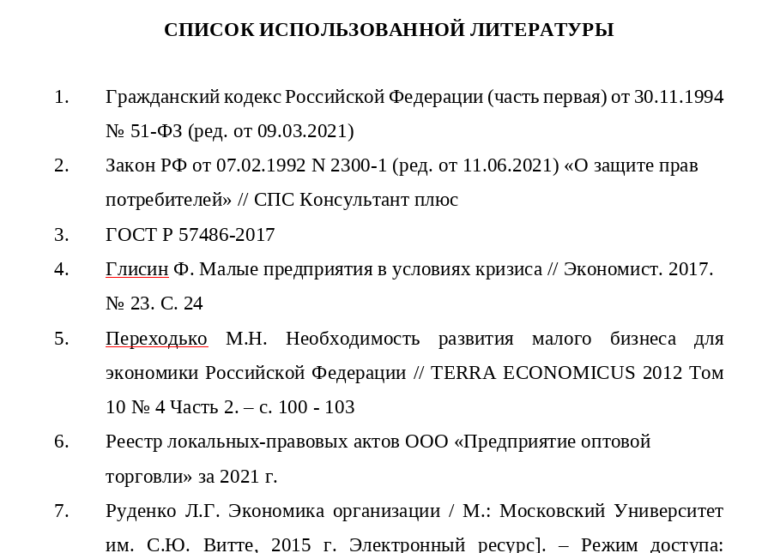 СПИСОК ИСПОЛЬЗОВАННОЙ ЛИТЕРАТУРЫ
1. Гражданский кодекс Российской Федерации (часть первая) от 30.11.1994
№ 51-ФЗ (ред. от 09.03.2021)
2. Закон РФ от 07.02.1992 N 2300-1 (ред. от 11.06.2021) «О защите прав
потребителей» // СПС Консультант плюс
3. ГОСТ Р 57486-2017
4. Глисин Ф. Малые предприятия в условиях кризиса // Экономист. 2017.
№ 23. С. 24
5. Переходько М.Н. Необходимость развития малого бизнеса для
экономики Российской Федерации // TERRA ECONOMICUS 2012 Том
10 № 4 Часть 2. – с. 100 - 103
6. Реестр локальных-правовых актов ООО «Предприятие оптовой
торговли» за 2021 г.
7. Руденко Л.Г. Экономика организации / М.: Московский Университет
им. С.Ю. Витте, 2015 г. Электронный ресурс]. – Режим доступа: